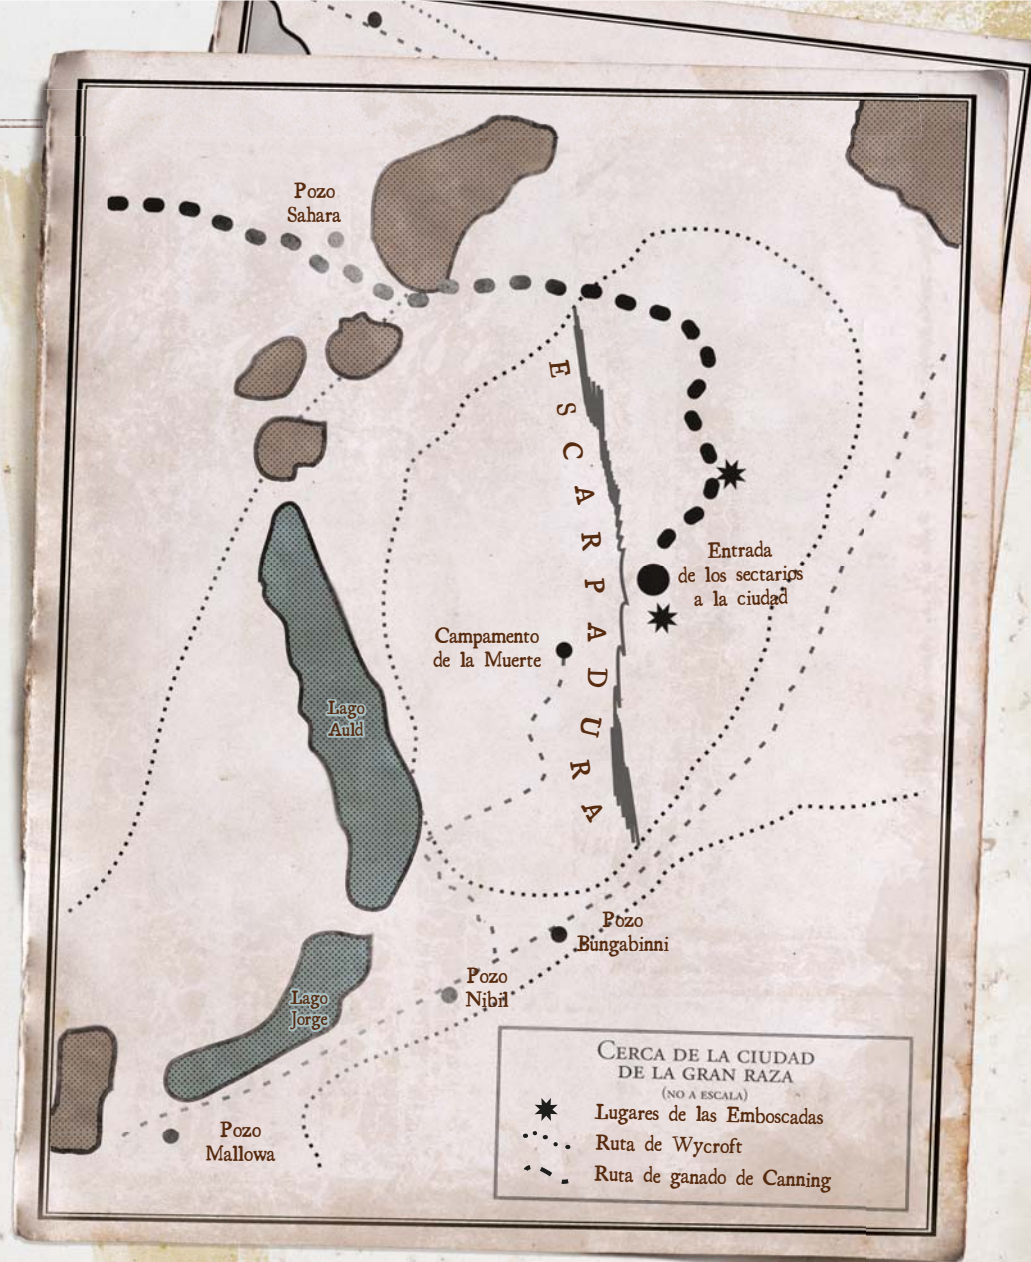 Pozo
Sahara
ESCARPADURA
Entrada
de los sectarios
a la ciudad
Campamento
de la Muerte
Lago
Auld
Pozo
Bungabinni
Pozo
Nibil
Lago
Jorge
Pozo
Mallowa
CERCA DE LA CIUDAD
DE LA GRAN RAZA
(NO A ESCALA)
Lugares de las Emboscadas
Ruta de Wycroft
Ruta de ganado de Canning